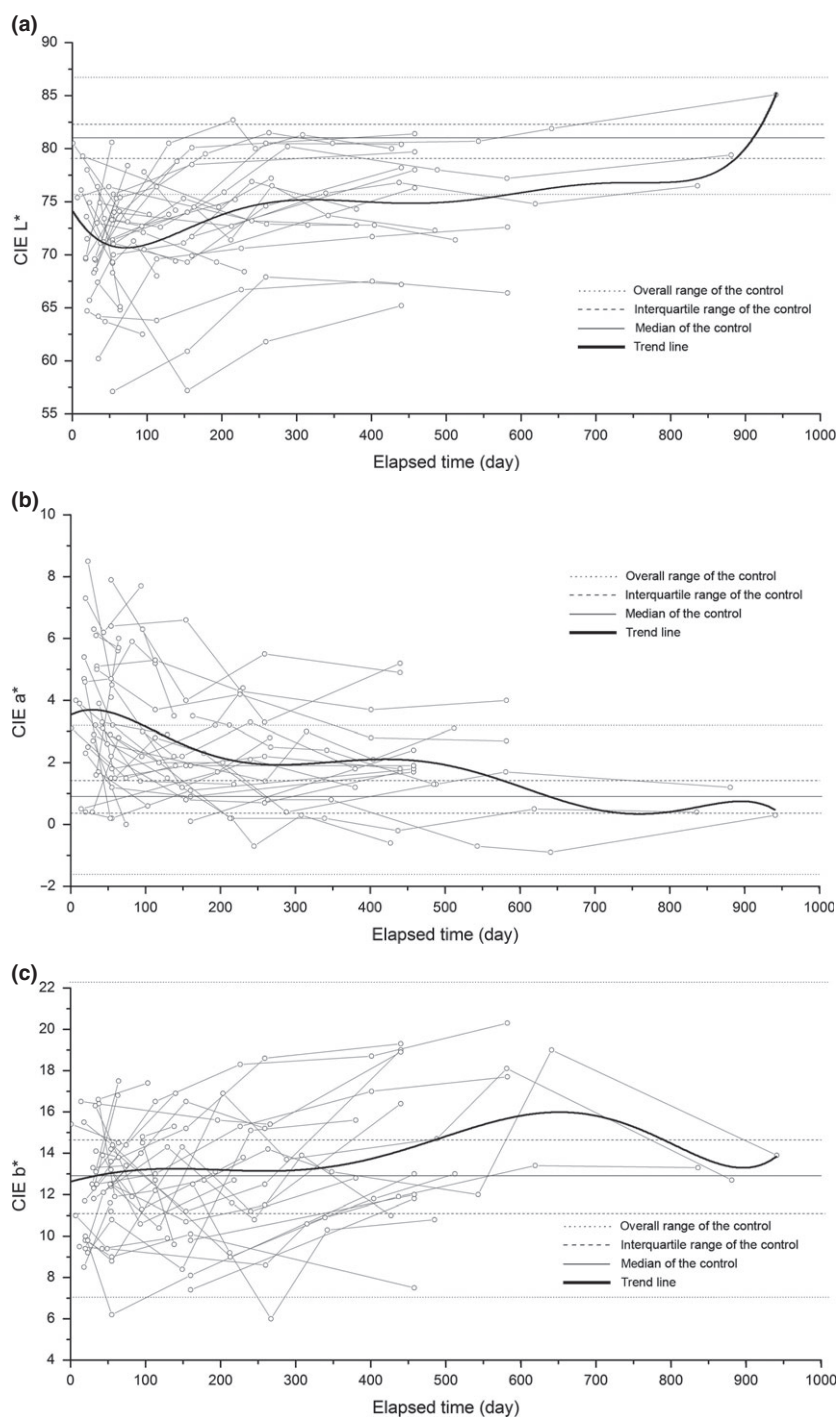 (a)
90
85
80
75
70
65
60
55
CIE L*
0 100 200 300 400 500 600 700 800 900 1000
Elapsed time (day)
Overall range of the control
Interquartile range of the control
Median of the control
Trend line
(b)
10
8
6
4
2
0
−2
CIE a*
0 100 200 300 400 500 600 700 800 900 1000
Elapsed time (day)
Overall range of the control
Interquartile range of the control
Median of the control
Trend line
(c)
22
20
18
16
14
12
10
8
6
4
CIE b*
0 100 200 300 400 500 600 700 800 900 1000
Elapsed time (day)
Overall range of the control
Interquartile range of the control
Median of the control
Trend line